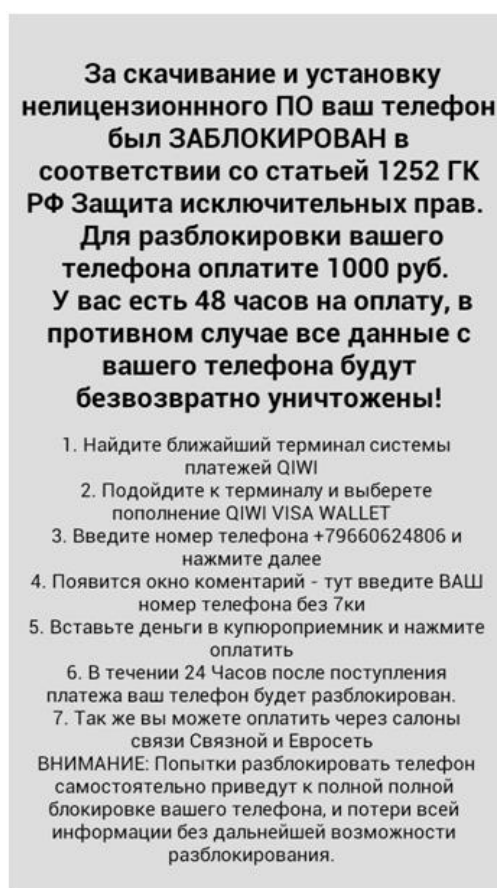 За скачивание и установку
нелицензионнного ПО ваш телефон
был ЗАБЛОКИРОВАН в
соответствии со статьей 1252 ГК
РФ Защита исключительных прав.
Для разблокировки вашего
телефона оплатите 1000 руб.
У вас есть 48 часов на оплату, в
противном случае все данные с
вашего телефона будут
безвозвратно уничтожены!
1. Найдите ближайший терминал системы
платежей QIWI
2. Подойдите к терминалу и выберете
пополнение QIWI VISA WALLET
3. Введите номер телефона +79660624806 и
нажмите далее
4. Появится окно коментарий - тут введите ВАШ
номер телефона без 7ки
5. Вставьте деньги в купюроприемник и нажмите
оплатить
6. В течении 24 Часов после поступления
платежа ваш телефон будет разблокирован.
7. Так же вы можете оплатить через салоны
связи Связной и Евросеть
ВНИМАНИЕ: Попытки разблокировать телефон
самостоятельно приведут к полной полной
блокировке вашего телефона, и потери всей
информации без дальнейшей возможности
разблокирования.